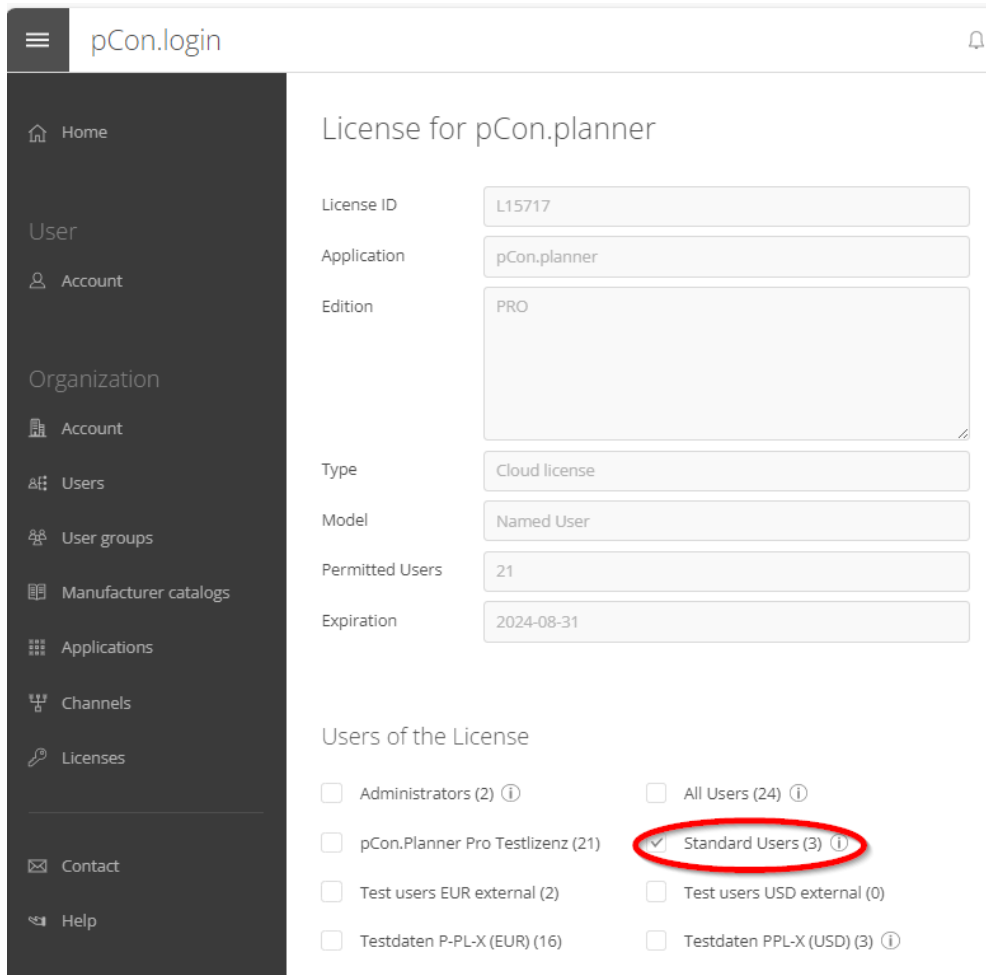 pCon.login
Home
User
Account
Organization
Account
Users
User groups
Manufacturer catalogs
Applications
Channels
Licenses
Contact
Help
License for pCon.planner
License ID L15717
Application pCon.planner
Edition PRO
Type Cloud license
Model Named User
Permitted Users 21
Expiration 2024-08-31
Users of the License
Administrators (2) All Users (24)
pCon.Planner Pro Testlizenz (21) Standard Users (3)
Test users EUR external (2) Test users USD external (0)
Testdaten P-PL-X (EUR) (16) Testdaten PPL-X (USD) (3)